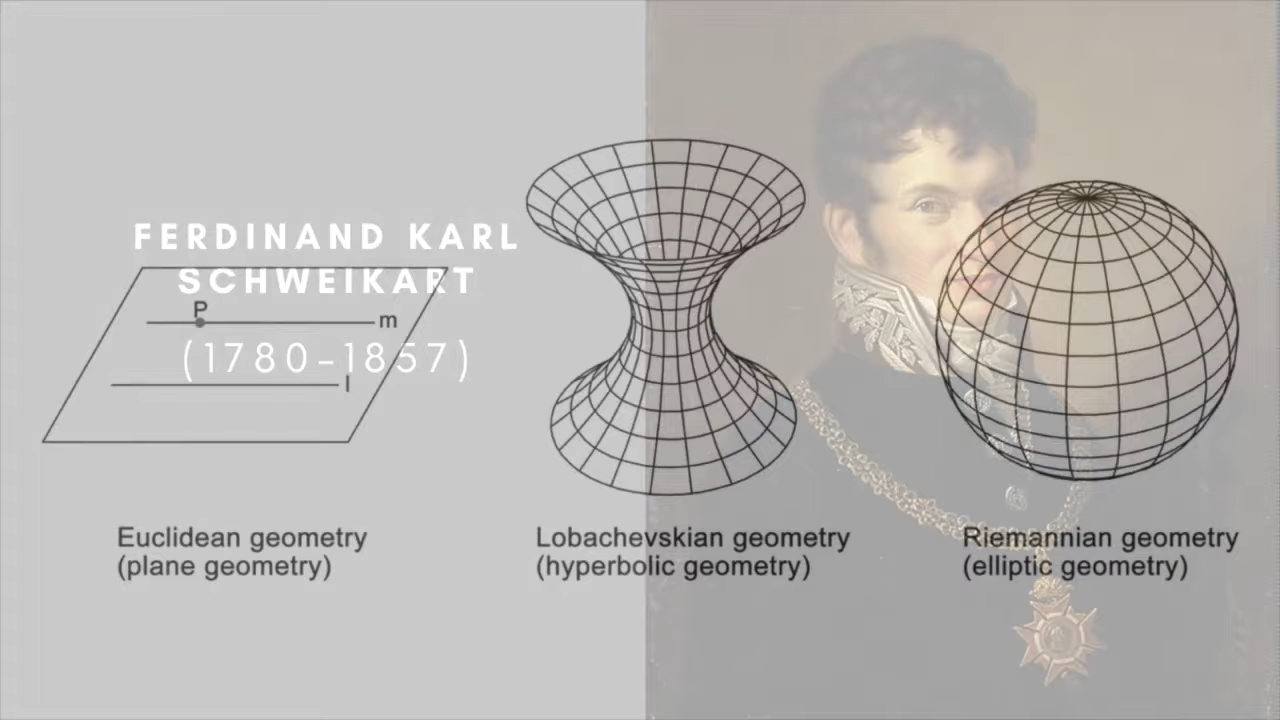 FERDINAND KARL
SCHWEIKART
(1780-1857)
P
m
l
Euclidean geometry
(plane geometry)
Lobachevskian geometry
(hyperbolic geometry)
Riemannian geometry
(elliptic geometry)